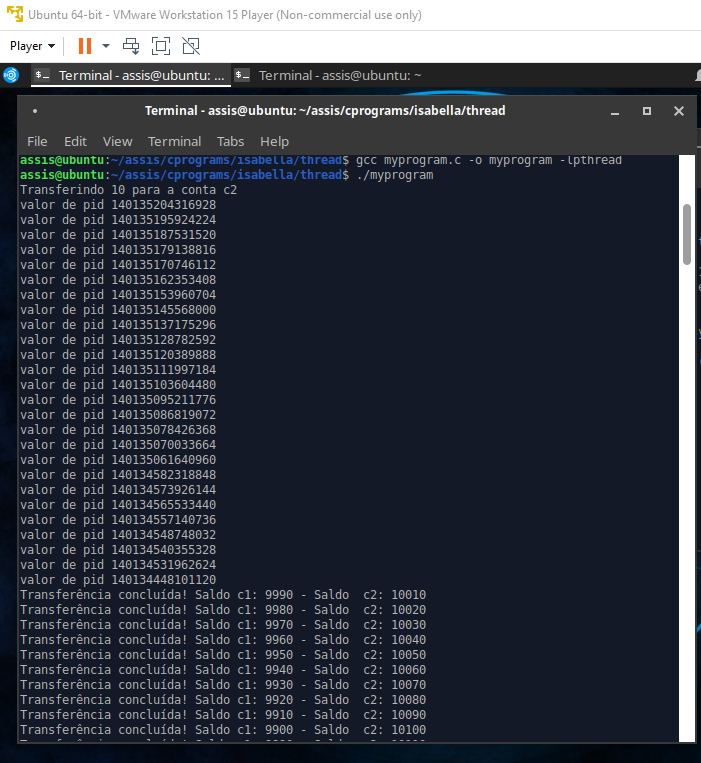 Ubuntu 64-bit - VMware Workstation 15 Player (Non-commercial use only)
Player
Terminal - assis@ubuntu: ...
Terminal - assis@ubuntu: ~
Terminal - assis@ubuntu: ~/assis/cprograms/isabella/thread
File Edit View Terminal Tabs Help
assis@ubuntu:~/assis/cprograms/isabella/thread$ gcc myprogram.c -o myprogram -lpthread
assis@ubuntu:~/assis/cprograms/isabella/thread$ ./myprogram
Transferindo 10 para a conta c2
valor de pid 140135204316928
valor de pid 140135195924224
valor de pid 140135187531520
valor de pid 140135179138816
valor de pid 140135170746112
valor de pid 140135162353408
valor de pid 140135153960704
valor de pid 140135145568000
valor de pid 140135137175296
valor de pid 140135128782592
valor de pid 140135120389888
valor de pid 140135111997184
valor de pid 140135103604480
valor de pid 140135095211776
valor de pid 140135086819072
valor de pid 140135078426368
valor de pid 140135070033664
valor de pid 140135061640960
valor de pid 140134582318848
valor de pid 140134573926144
valor de pid 140134565533440
valor de pid 140134557140736
valor de pid 140134548748032
valor de pid 140134540355328
valor de pid 140134531962624
valor de pid 140134448101120
Transferência concluída! Saldo c1: 9990 - Saldo  c2: 10010
Transferência concluída! Saldo c1: 9980 - Saldo  c2: 10020
Transferência concluída! Saldo c1: 9970 - Saldo  c2: 10030
Transferência concluída! Saldo c1: 9960 - Saldo  c2: 10040
Transferência concluída! Saldo c1: 9950 - Saldo  c2: 10050
Transferência concluída! Saldo c1: 9940 - Saldo  c2: 10060
Transferência concluída! Saldo c1: 9930 - Saldo  c2: 10070
Transferência concluída! Saldo c1: 9920 - Saldo  c2: 10080
Transferência concluída! Saldo c1: 9910 - Saldo  c2: 10090
Transferência concluída! Saldo c1: 9900 - Saldo  c2: 10100